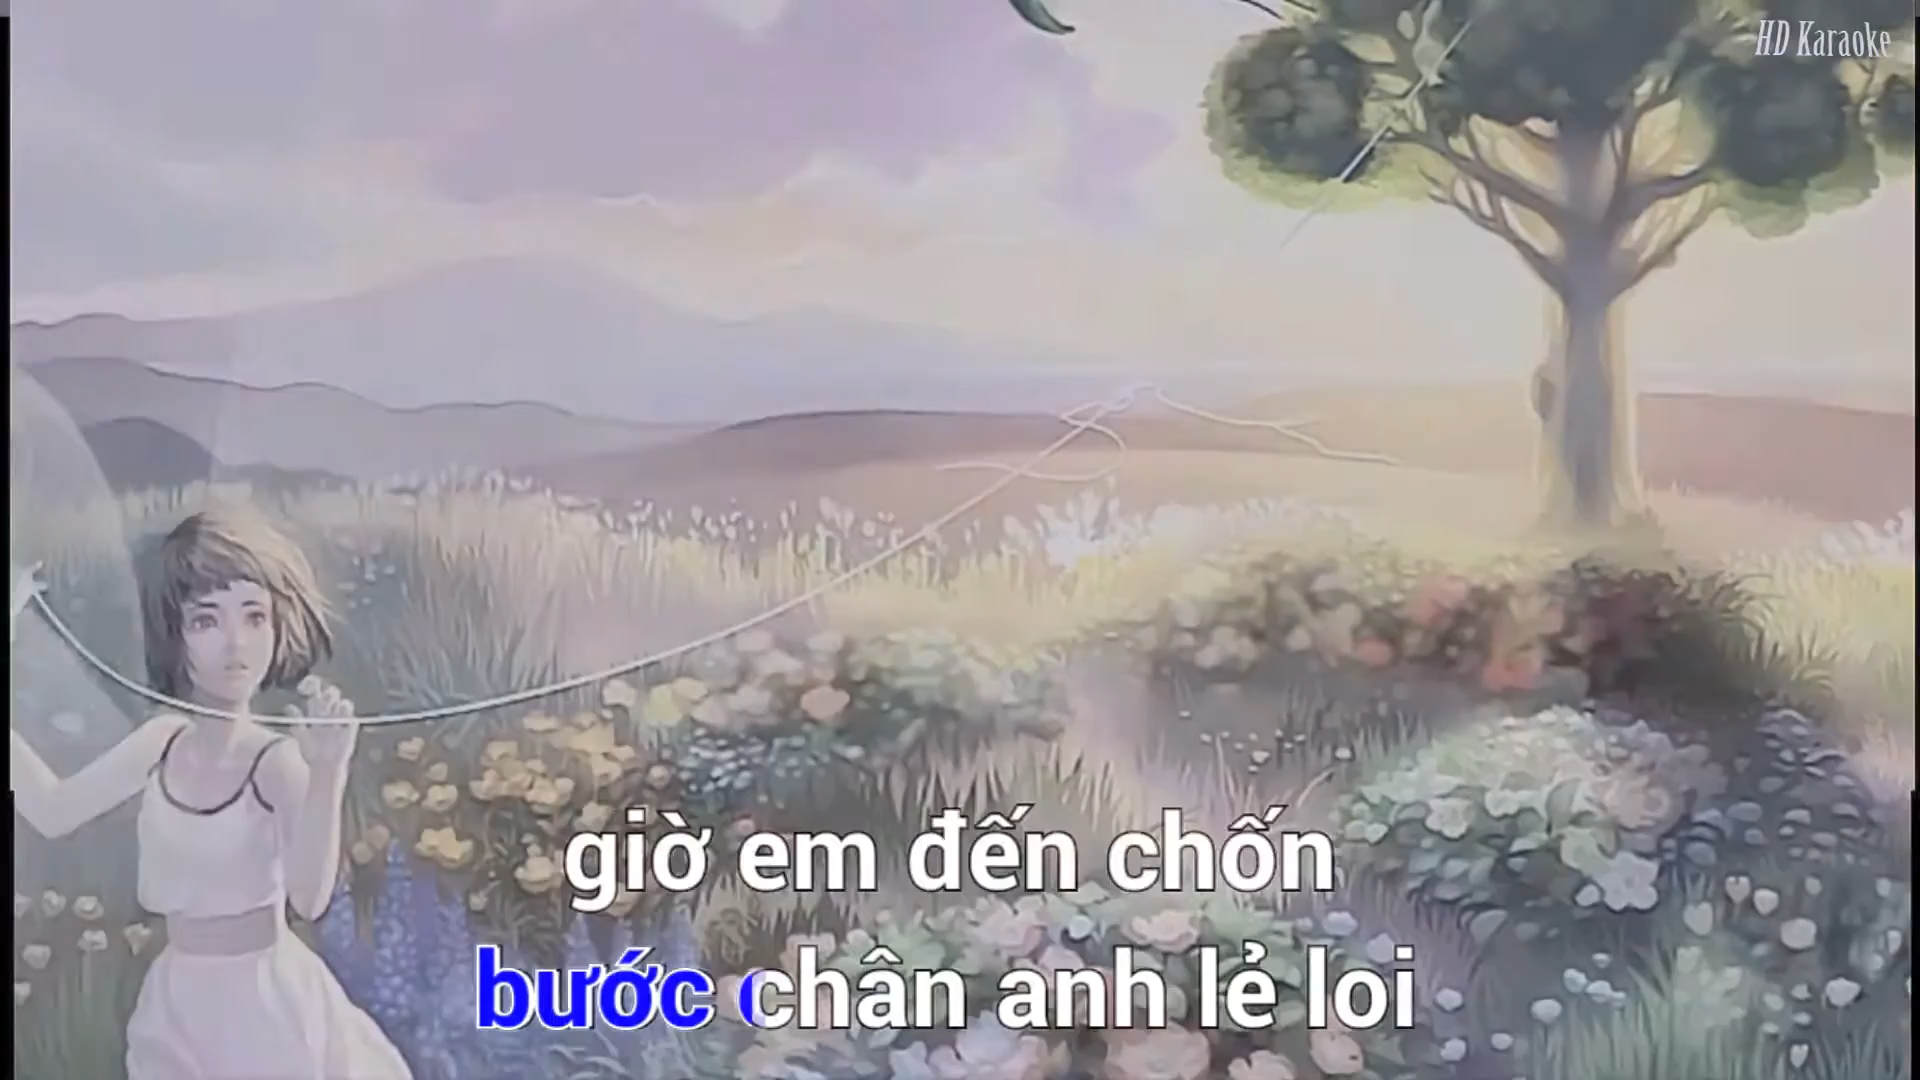 HD Karaoke
giờ em đến chốn
bước chân anh lẻ loi